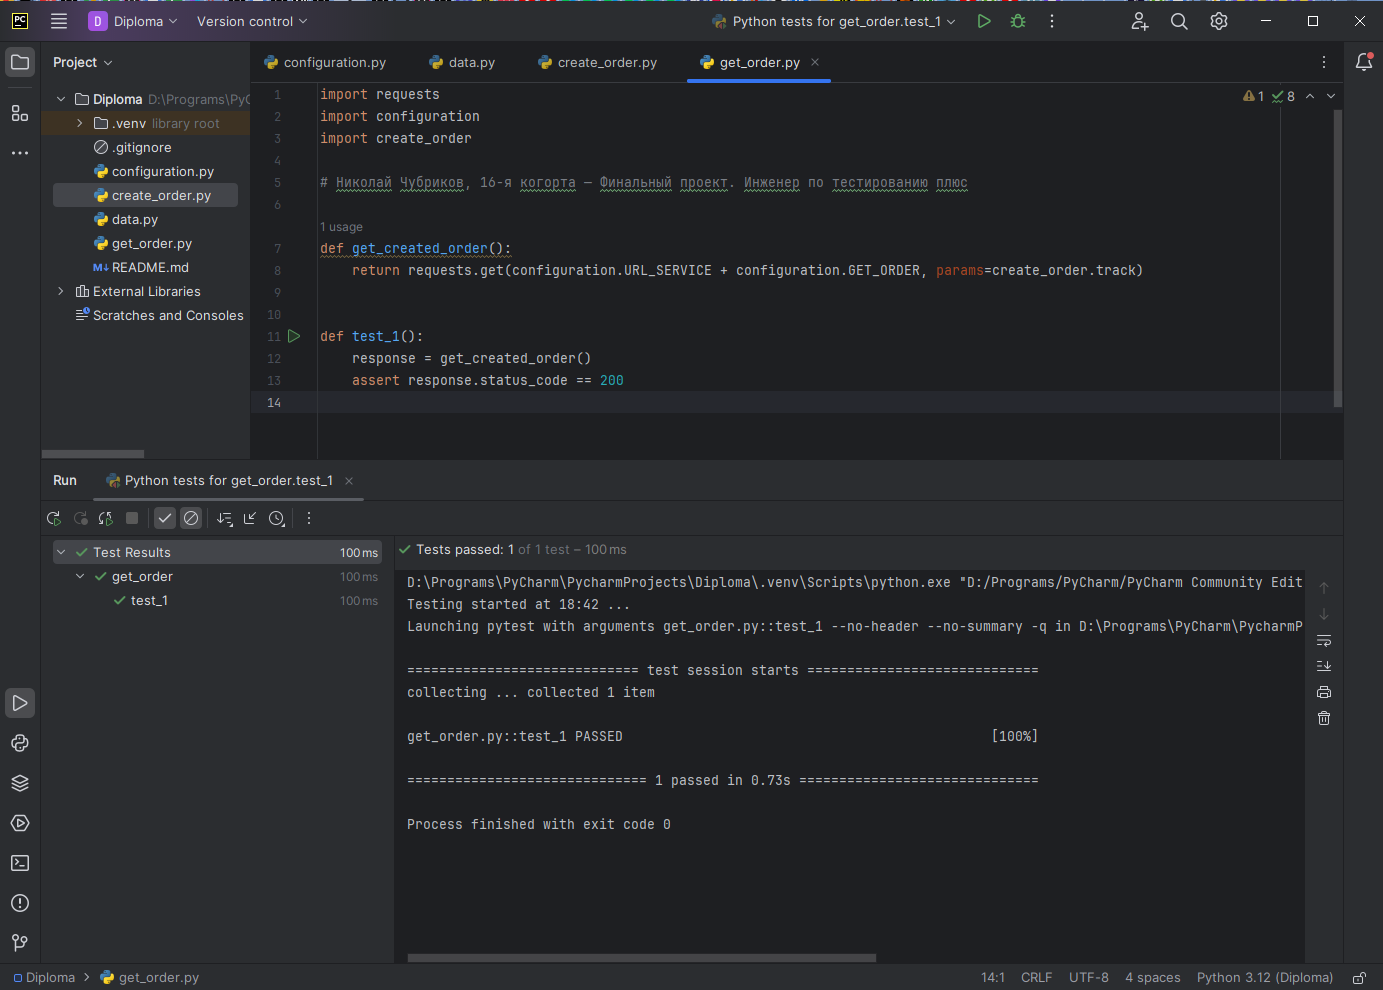 PC
D Diploma Version control Python tests for get_order.test_1
Project
configuration.py data.py create_order.py get_order.py
Diploma D:\Programs\PyC
.venv library root
.gitignore
configuration.py
create_order.py
data.py
get_order.py
M↓ README.md
External Libraries
Scratches and Consoles
1 8
1 import requests
2 import configuration
3 import create_order
4
5 # Николай Чубриков, 16-я когорта — Финальный проект. Инженер по тестированию плюс
6
1 usage
7 def get_created_order():
8 return requests.get(configuration.URL_SERVICE + configuration.GET_ORDER, params=create_order.track)
9
10
11 def test_1():
12 response = get_created_order()
13 assert response.status_code == 200
14
Run Python tests for get_order.test_1
Test Results 100 ms
get_order 100 ms
test_1 100 ms
Tests passed: 1 of 1 test – 100 ms
D:\Programs\PyCharm\PycharmProjects\Diploma\.venv\Scripts\python.exe "D:/Programs/PyCharm/PyCharm Community Edit
Testing started at 18:42 ...
Launching pytest with arguments get_order.py::test_1 --no-header --no-summary -q in D:\Programs\PyCharm\PycharmP
============================= test session starts =============================
collecting ... collected 1 item
get_order.py::test_1 PASSED [100%]
============================== 1 passed in 0.73s ==============================
Process finished with exit code 0
Diploma > get_order.py 14:1 CRLF UTF-8 4 spaces Python 3.12 (Diploma)